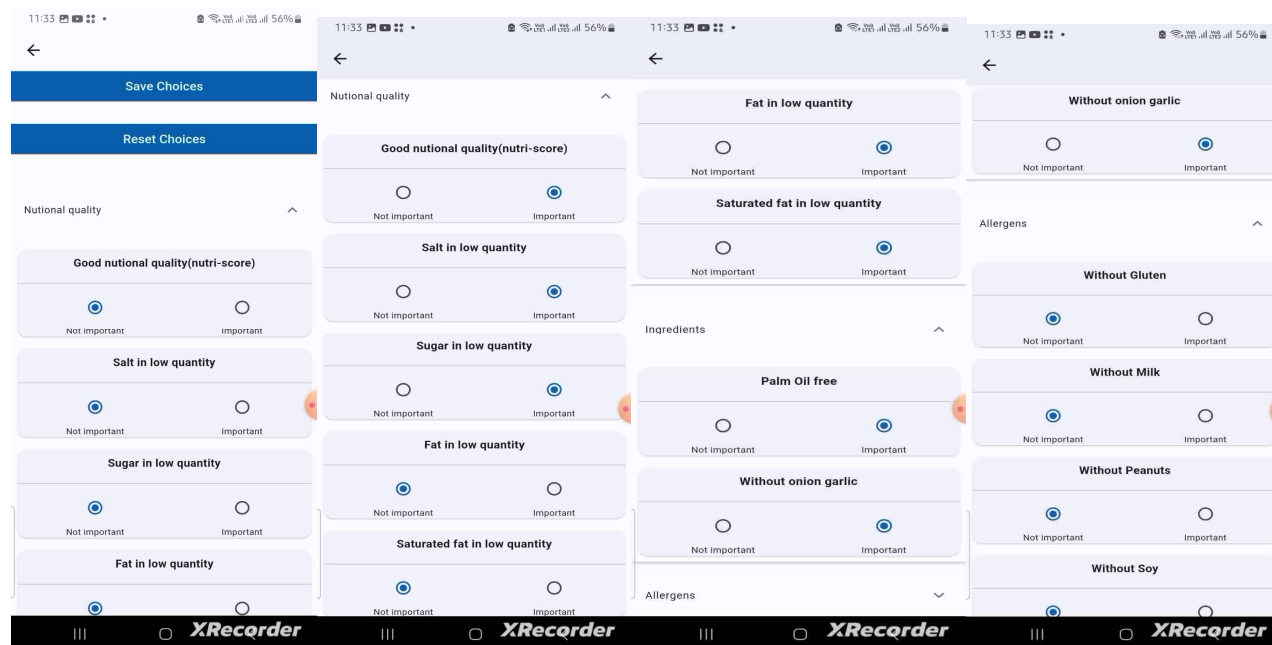 11:33 56%
Save Choices
Reset Choices
Nutional quality
Good nutional quality(nutri-score)
Not important Important
Salt in low quantity
Not important Important
Sugar in low quantity
Not important Important
Fat in low quantity
XRecorder
11:33 56%
Nutional quality
Good nutional quality(nutri-score)
Not important Important
Salt in low quantity
Not important Important
Sugar in low quantity
Not important Important
Fat in low quantity
Not important Important
Saturated fat in low quantity
Not important Important
XRecorder
11:33 56%
Fat in low quantity
Not important Important
Saturated fat in low quantity
Not important Important
Ingredients
Palm Oil free
Not important Important
Without onion garlic
Not important Important
Allergens
XRecorder
11:33 56%
Without onion garlic
Not important Important
Allergens
Without Gluten
Not important Important
Without Milk
Not important Important
Without Peanuts
Not important Important
Without Soy
XRecorder